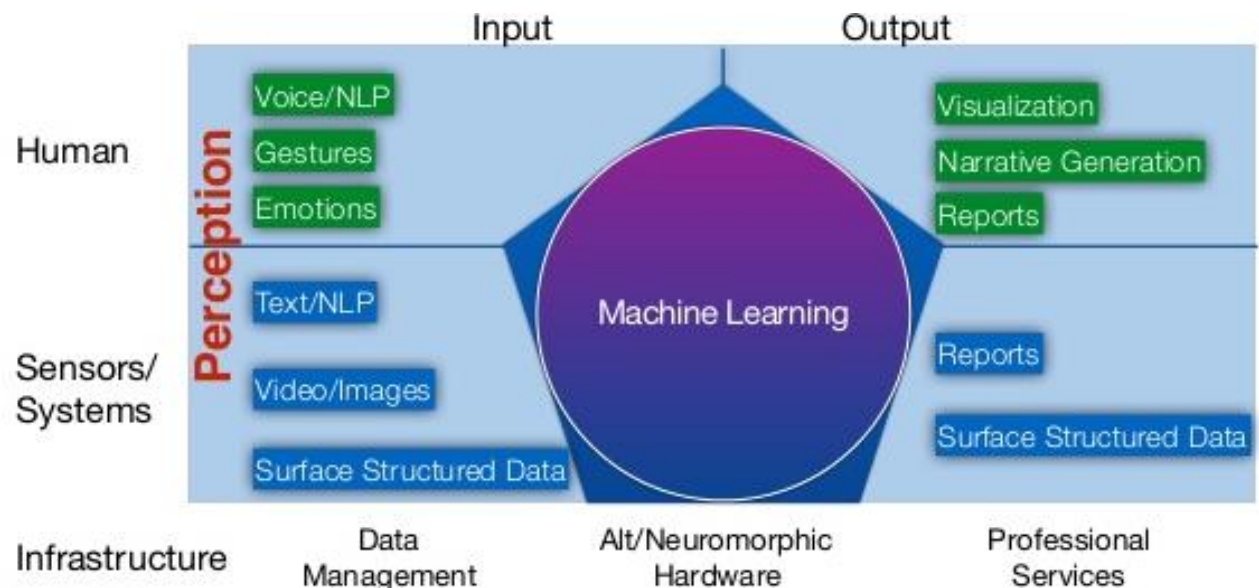 Input
Output
Human
Perception
Voice/NLP
Gestures
Emotions
Visualization
Narrative Generation
Reports
Machine Learning
Sensors/
Systems
Text/NLP
Video/Images
Surface Structured Data
Reports
Surface Structured Data
Infrastructure
Data
Management
Alt/Neuromorphic
Hardware
Professional
Services